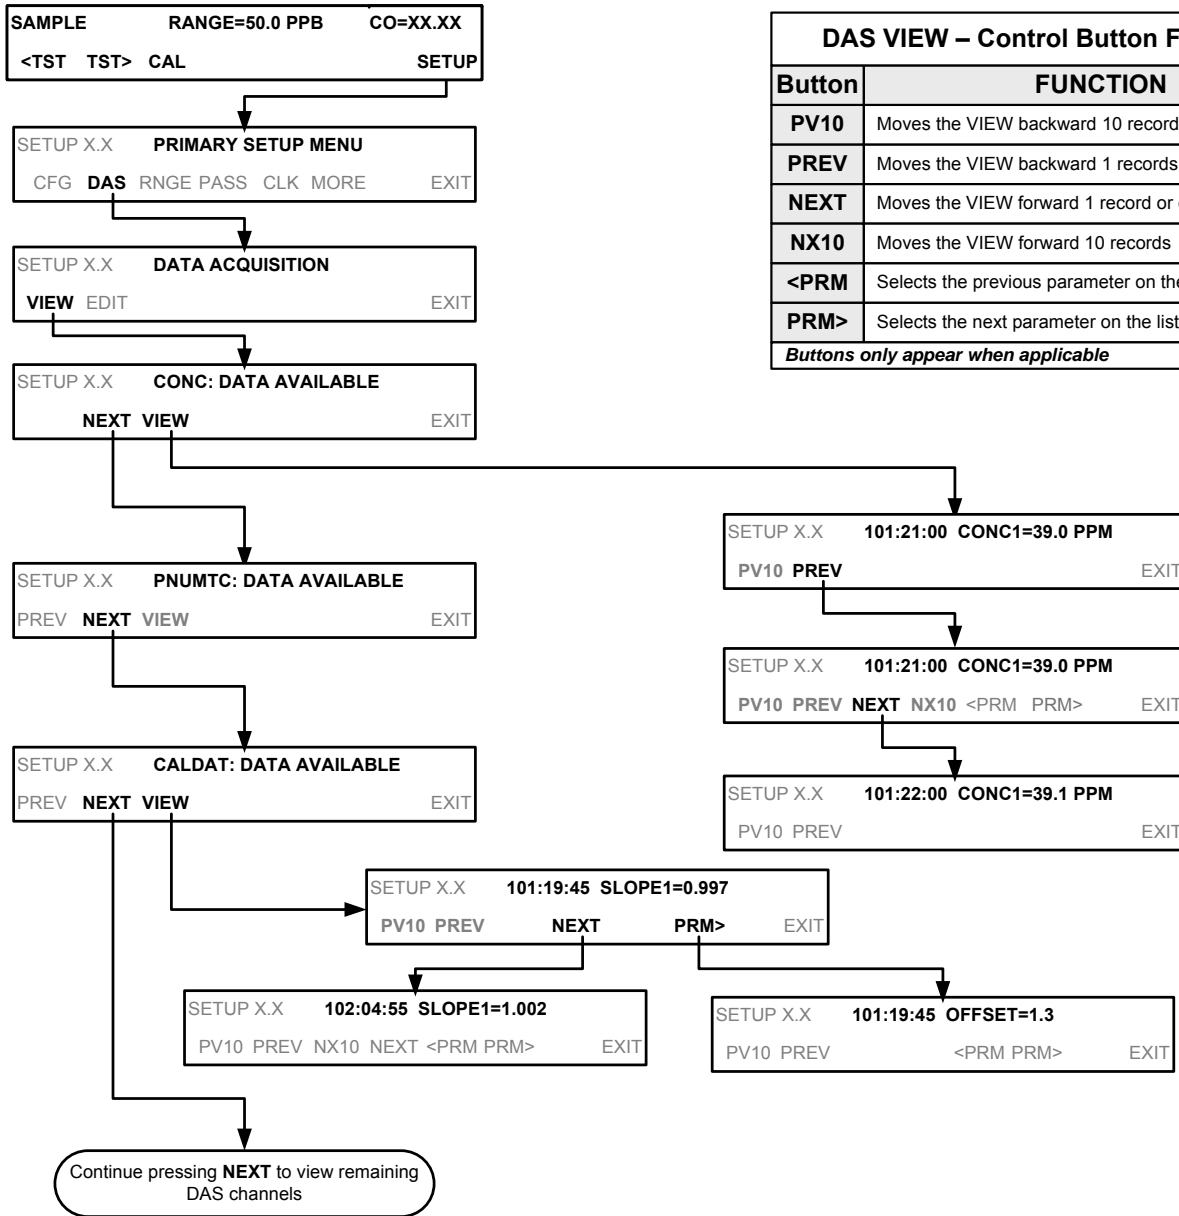 SAMPLE RANGE=50.0 PPB CO=XX.XX
<TST TST> CAL SETUP
SETUP X.X PRIMARY SETUP MENU
CFG DAS RNGE PASS CLK MORE EXIT
SETUP X.X DATA ACQUISITION
VIEW EDIT EXIT
SETUP X.X CONC: DATA AVAILABLE
NEXT VIEW EXIT
SETUP X.X PNUMTC: DATA AVAILABLE
PREV NEXT VIEW EXIT
SETUP X.X CALDAT: DATA AVAILABLE
PREV NEXT VIEW EXIT
DAS VIEW – Control Button
Button FUNCTION
PV10 Moves the VIEW backward 10
PREV Moves the VIEW backward 1 records
NEXT Moves the VIEW forward 1 record or
NX10 Moves the VIEW forward 10 records
<PRM Selects the previous parameter on
PRM> Selects the next parameter on the list
Buttons only appear when applicable
SETUP X.X 101:21:00 CONC1=39.0 PPM
PV10 PREV EXIT
SETUP X.X 101:21:00 CONC1=39.0 PPM
PV10 PREV NEXT NX10 <PRM PRM> EXIT
SETUP X.X 101:22:00 CONC1=39.1 PPM
PV10 PREV EXIT
SETUP X.X 101:19:45 SLOPE1=0.997
PV10 PREV NEXT PRM> EXIT
SETUP X.X 102:04:55 SLOPE1=1.002
PV10 PREV NX10 NEXT <PRM PRM> EXIT
SETUP X.X 101:19:45 OFFSET=1.3
PV10 PREV <PRM PRM> EXIT
Continue pressing NEXT to view remaining
DAS channels